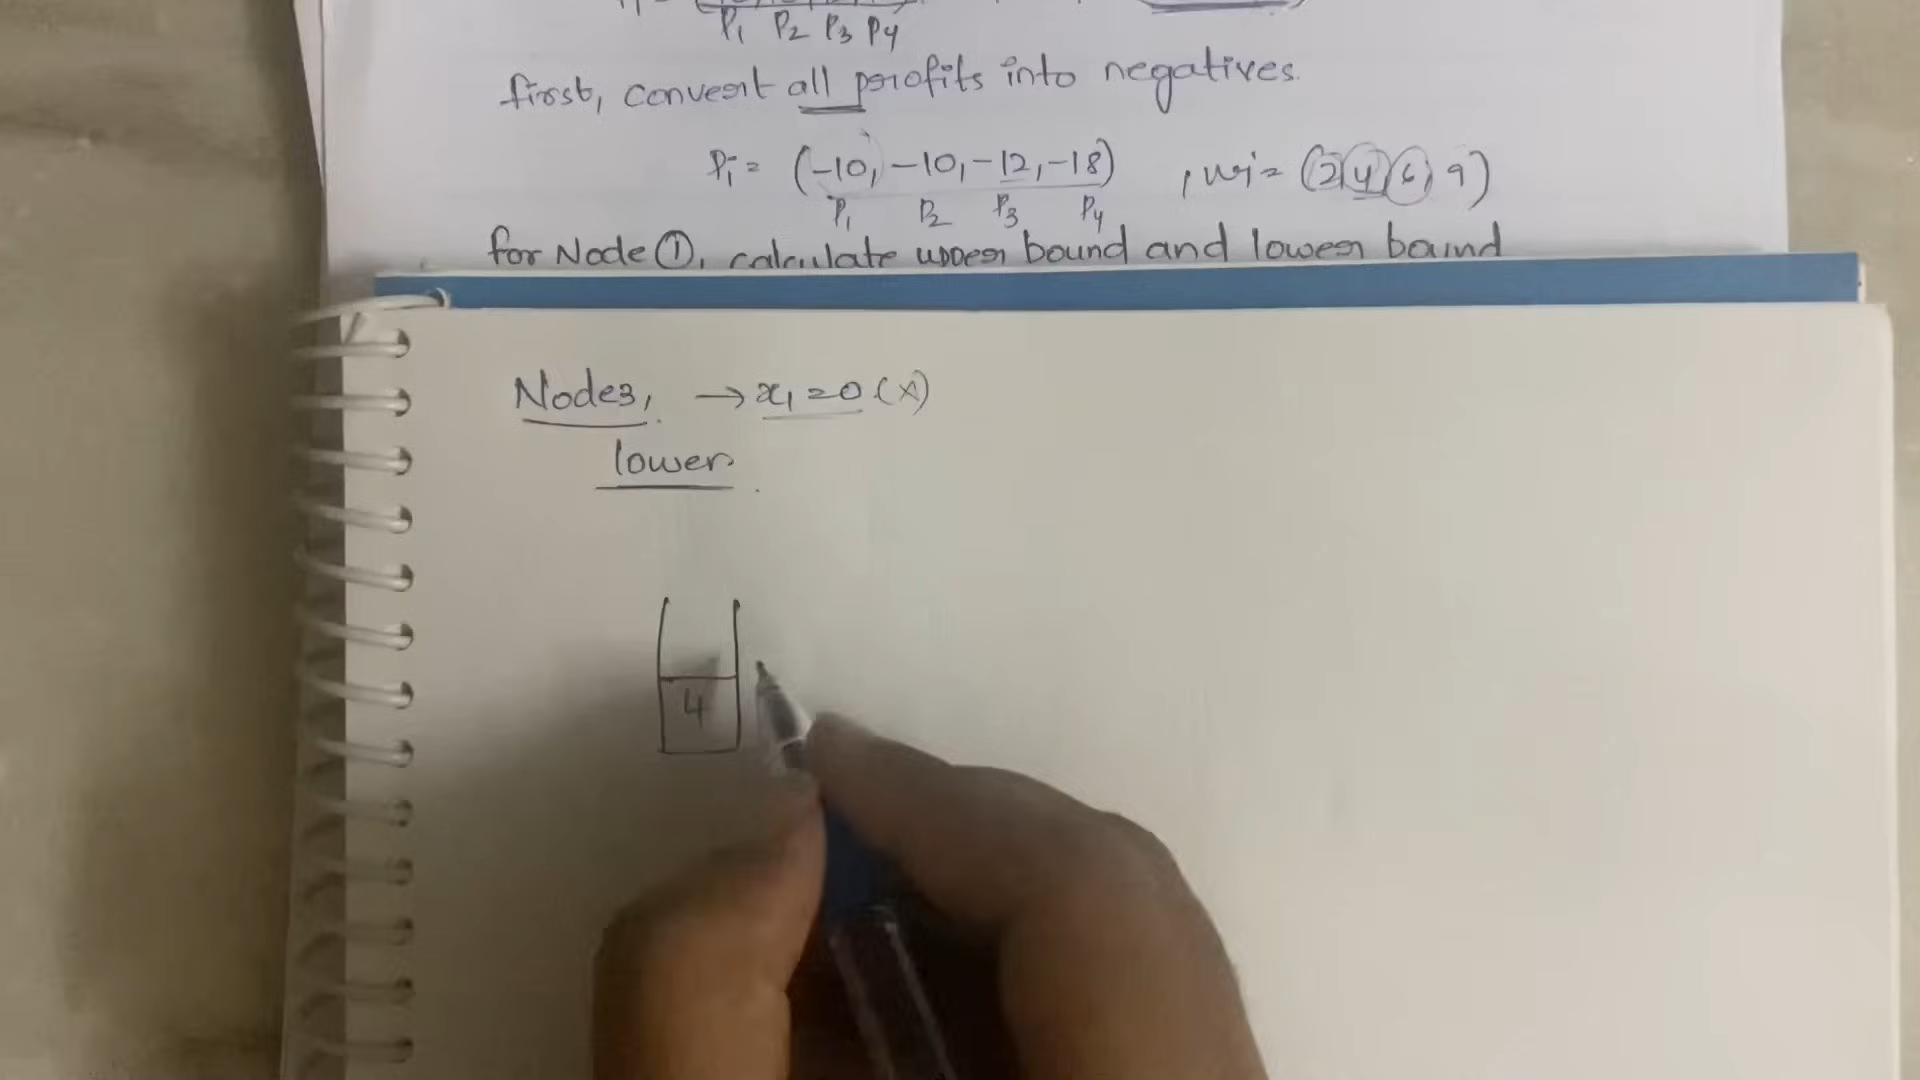 P1 P2 P3 P4
first, convert all profits into negatives.
Pi = (-10, -10, -12, -18) , wi = (2, 4, 6, 9)
P1 P2 P3 P4
for Node ①, calculate upper bound and lower bound
Node3, → x1 = 0 (x)
lower
4